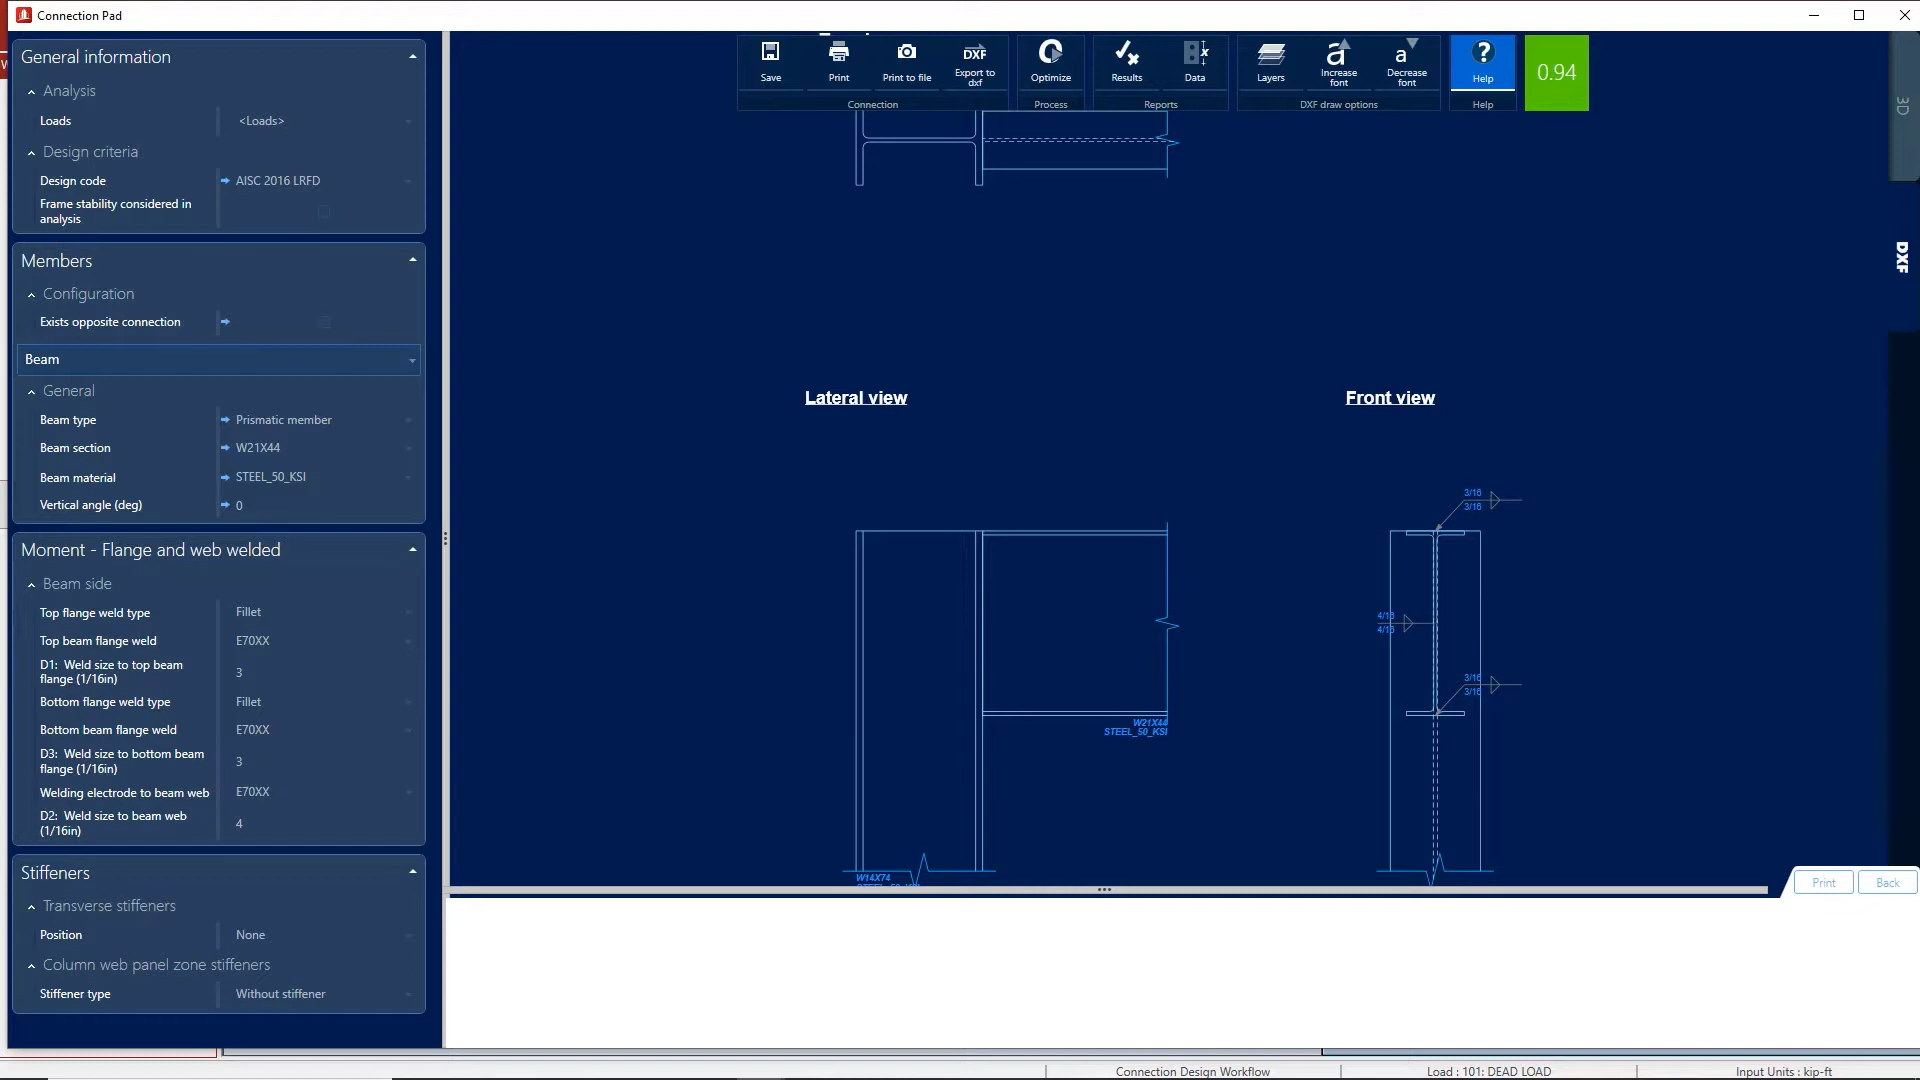 Connection Pad
General information
Analysis
Loads
<Loads>
Design criteria
Design code
AISC 2016 LRFD
Frame stability considered in
analysis
Members
Configuration
Exists opposite connection
Beam
General
Beam type
Prismatic member
Beam section
W21X44
Beam material
STEEL_50_KSI
Vertical angle (deg)
0
Moment - Flange and web welded
Beam side
Top flange weld type
Fillet
Top beam flange weld
E70XX
D1: Weld size to top beam
flange (1/16in)
3
Bottom flange weld type
Fillet
Bottom beam flange weld
E70XX
D3: Weld size to bottom beam
flange (1/16in)
3
Welding electrode to beam web
E70XX
D2: Weld size to beam web
(1/16in)
4
Stiffeners
Transverse stiffeners
Position
None
Column web panel zone stiffeners
Stiffener type
Without stiffener
Save
Print
Print to file
DXF
Export to
dxf
Connection
Optimize
Process
Results
Data
Reports
Layers
a
Increase
font
a
Decrease
font
DXF draw options
?
Help
Help
0.94
3D
DXF
Lateral view
Front view
3/16
3/16
4/16
4/16
3/16
3/16
W21X44
STEEL_50_KSI
W14X74
Print
Back
Connection Design Workflow
Load : 101: DEAD LOAD
Input Units : kip-ft